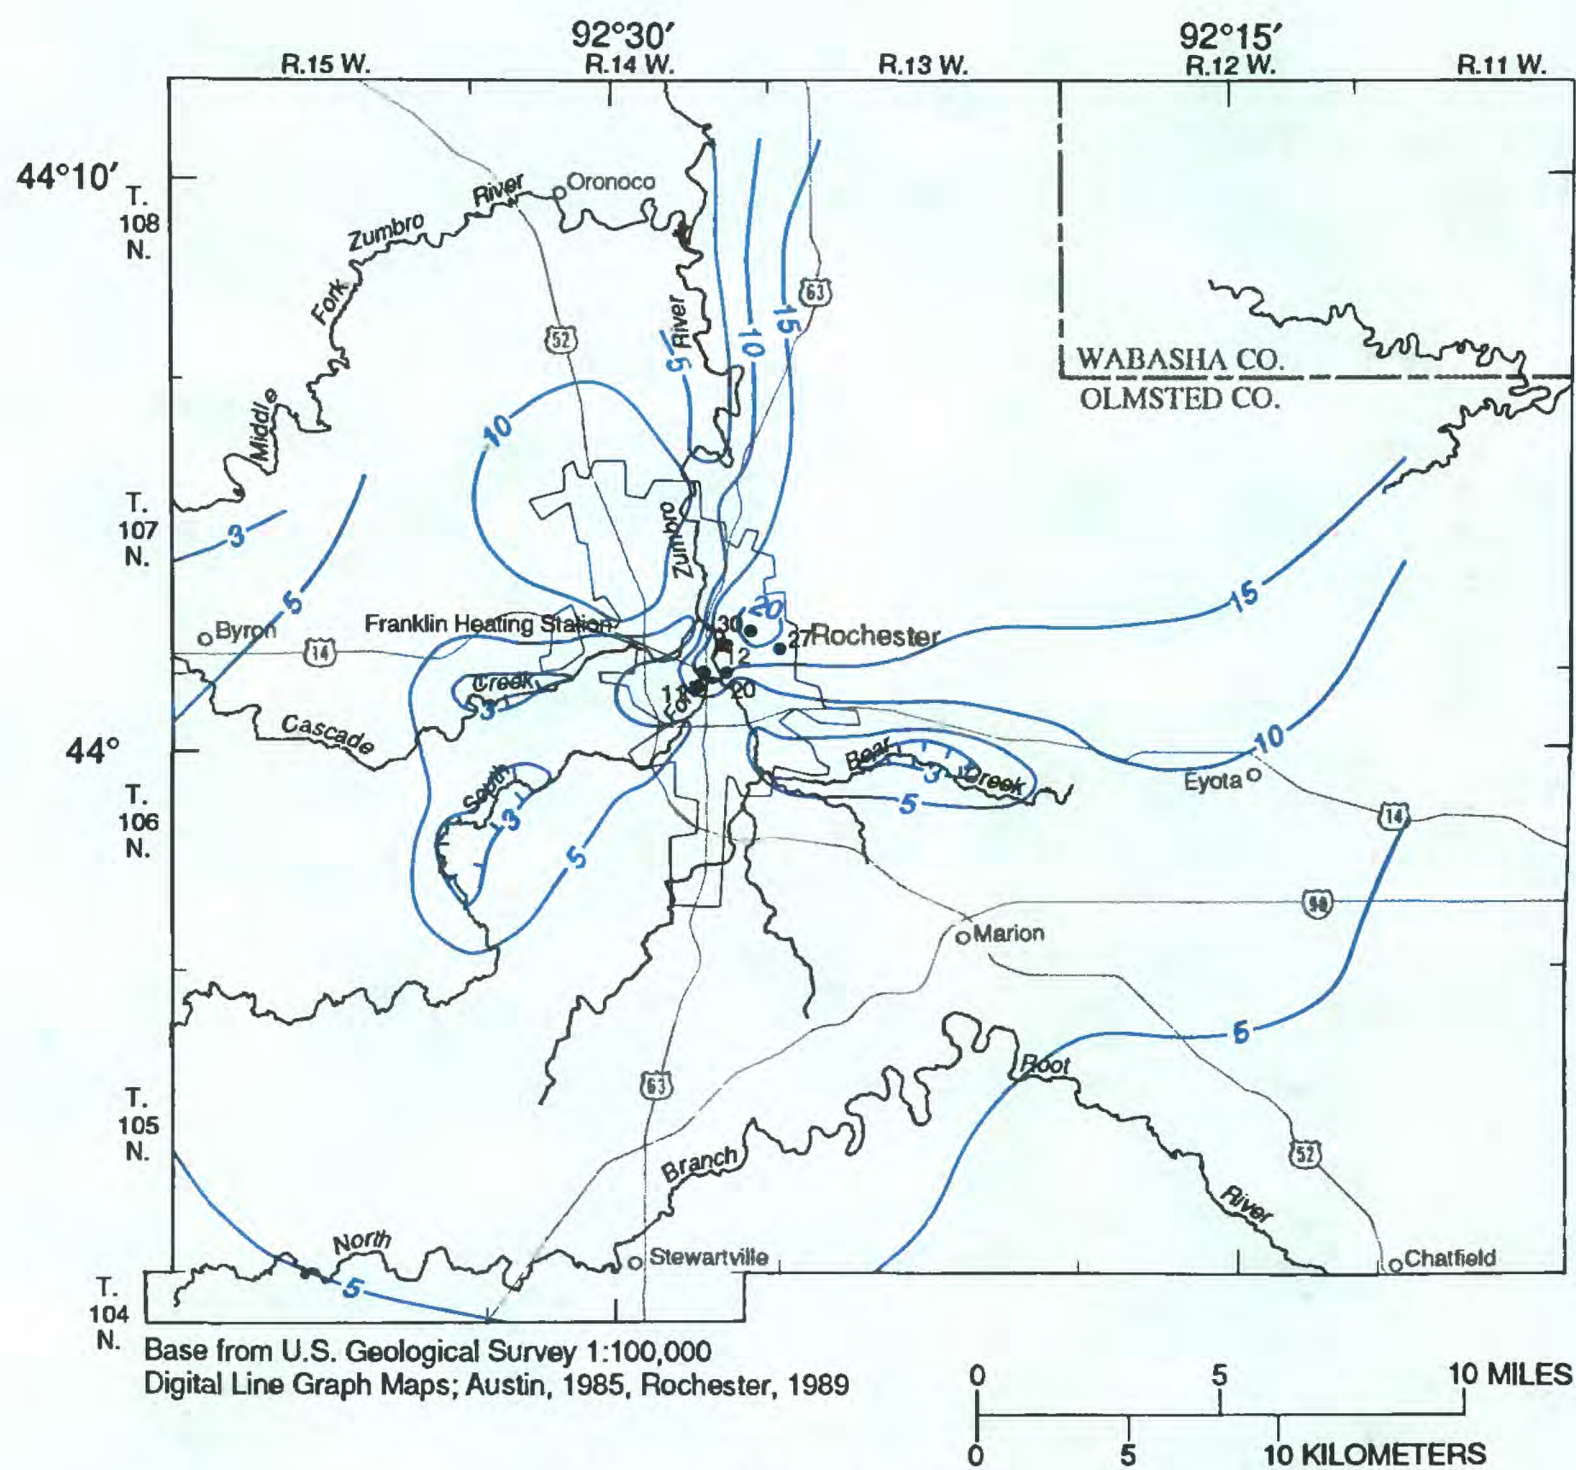 92°30′
92°15′
R.15 W.
R.14 W.
R.13 W.
R.12 W.
R.11 W.
44°10′
T.
108
N.
Oronoco
River
Zumbro
Fork
Middl
63
River
52
15
10
5
WABASHA CO.
OLMSTED CO.
10
T.
107
N.
3
Zumbro
5
15
Franklin Heating Station
30
20
27
Rochester
Byron
14
12
11
20
Creek
3
Cascade
44°
Bear
Creek
3
5
10
Eyota
South
3
14
T.
106
N.
5
90
Marion
5
Root
63
T.
105
N.
Branch
52
River
North
Stewartville
Chatfield
5
T.
104
N.
Base from U.S. Geological Survey 1:100,000
Digital Line Graph Maps; Austin, 1985, Rochester, 1989
0 5 10 MILES
0 5 10 KILOMETERS